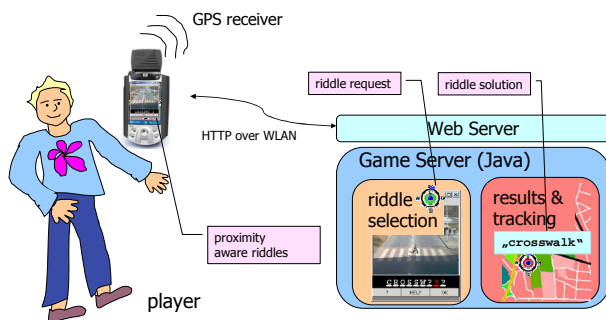 GPS receiver
riddle request
riddle solution
HTTP over WLAN
Web Server
Game Server (Java)
riddle
selection
results &
tracking
„crosswalk“
CROSSW???
?
HELP
OK
proximity
aware riddles
player